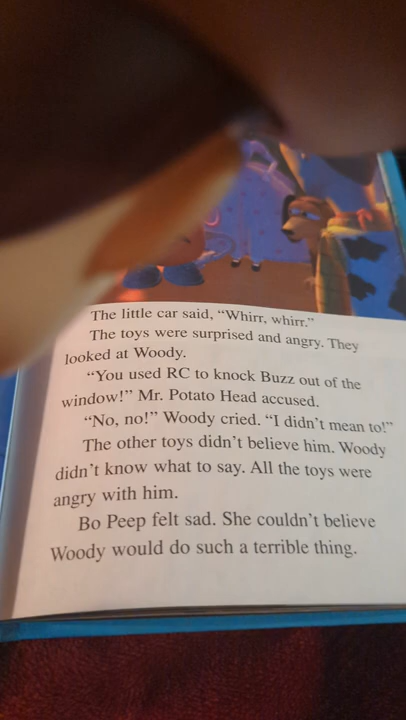 The little car said, “Whirr, whirr.”
The toys were surprised and angry. They
looked at Woody.
“You used RC to knock Buzz out of the
window!” Mr. Potato Head accused.
“No, no!” Woody cried. “I didn’t mean to!”
The other toys didn’t believe him. Woody
didn’t know what to say. All the toys were
angry with him.
Bo Peep felt sad. She couldn’t believe
Woody would do such a terrible thing.